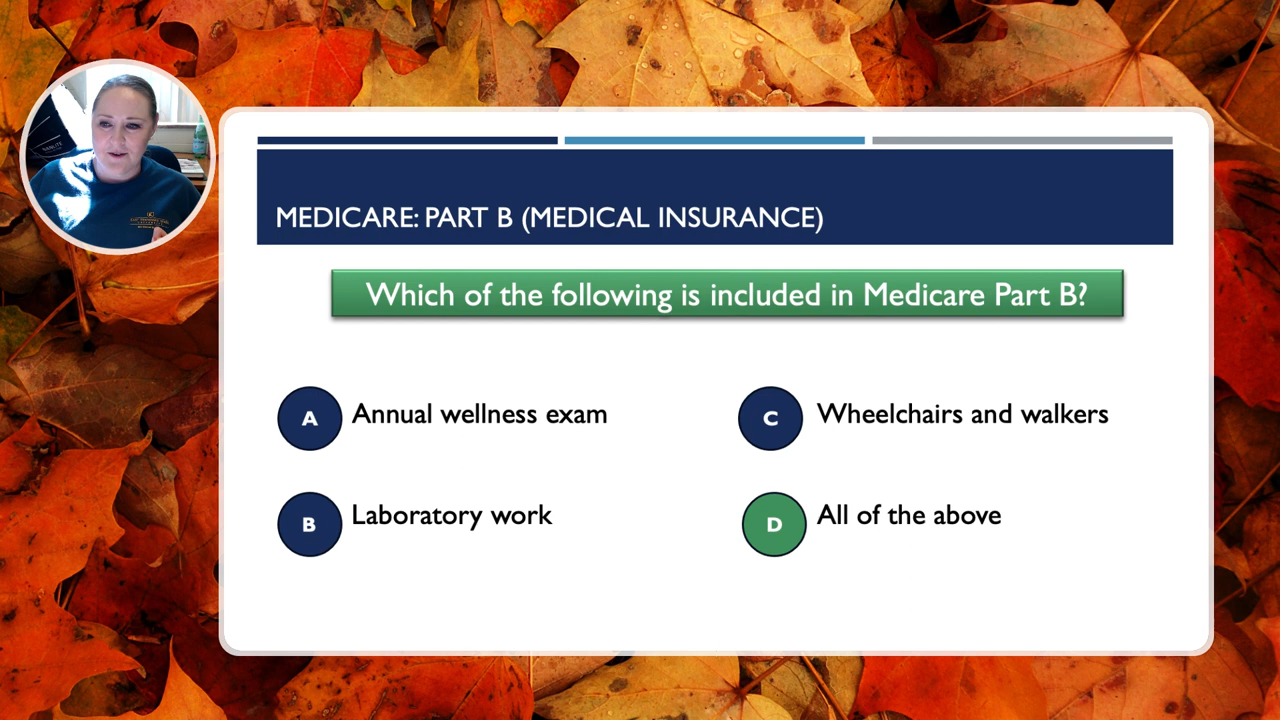 MEDICARE: PART B (MEDICAL INSURANCE)
Which of the following is included in Medicare Part B?
A Annual wellness exam
C Wheelchairs and walkers
B Laboratory work
D All of the above